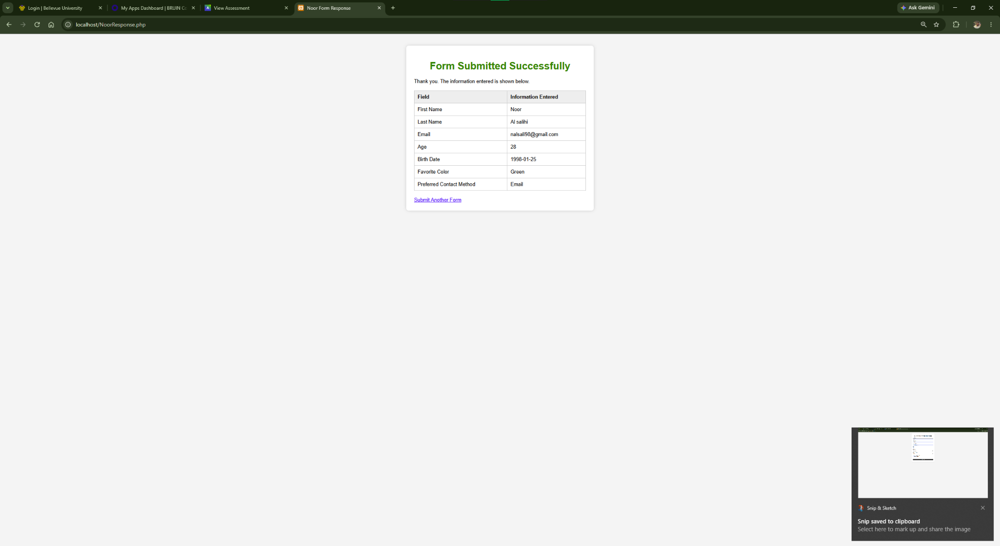 Login | Bellevue University
My Apps Dashboard | BRUIN Co
View Assessment
Noor Form Response
Ask Gemini
localhost/NoorResponse.php
Form Submitted Successfully
Thank you. The information entered is shown below.
Field Information Entered
First Name Noor
Last Name Al salihi
Email nalsali98@gmail.com
Age 28
Birth Date 1998-01-25
Favorite Color Green
Preferred Contact Method Email
Submit Another Form
Snip & Sketch
Snip saved to clipboard
Select here to mark up and share the image